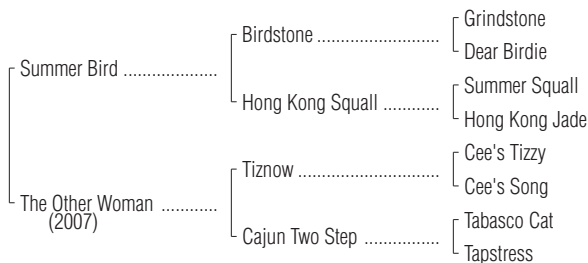 Grindstone
Birdstone ..........................
Dear Birdie
Summer Bird ....................
Summer Squall
Hong Kong Squall ............
Hong Kong Jade
Cee's Tizzy
Tiznow ..............................
Cee's Song
The Other Woman ............
(2007)
Tabasco Cat
Cajun Two Step ................
Tapstress